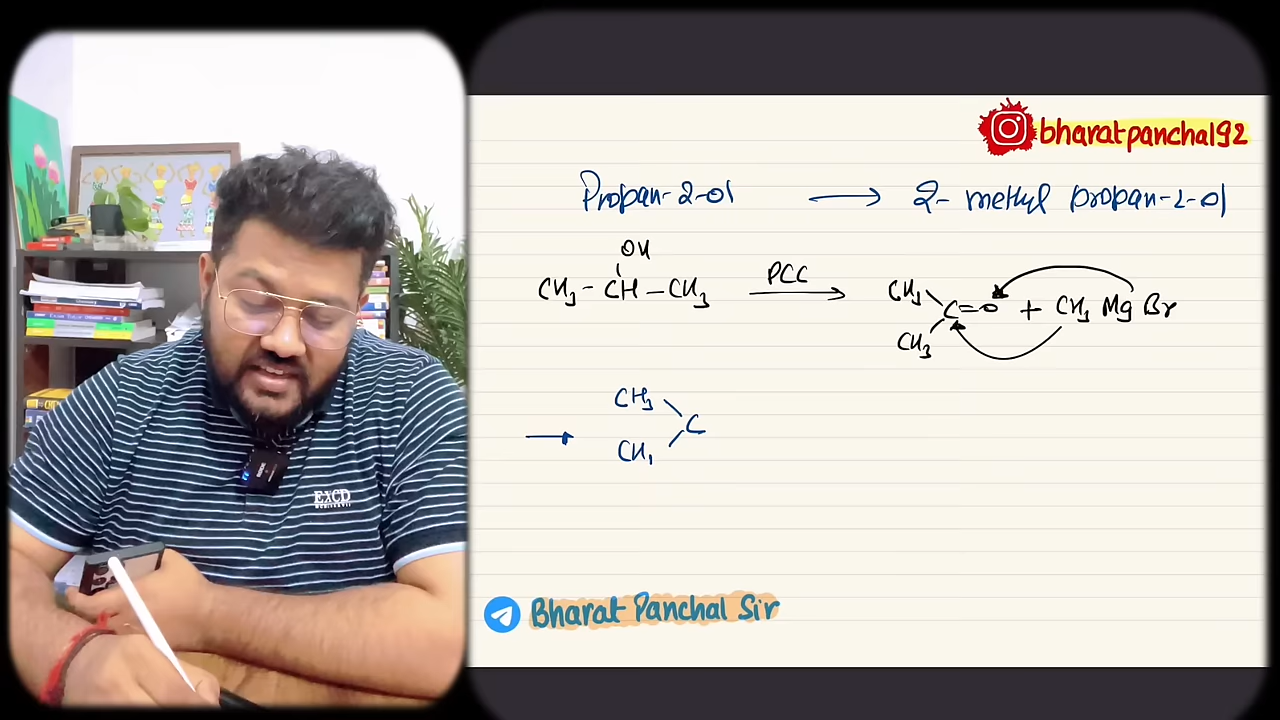 bharatpanchal92
Propan-2-ol → 2- methyl propan-2-ol
OH
CH3 - CH - CH3 PCC → CH3 C=O + CH3 Mg Br
CH3
→ CH3 C
CH3
EXCD
Bharat Panchal Sir